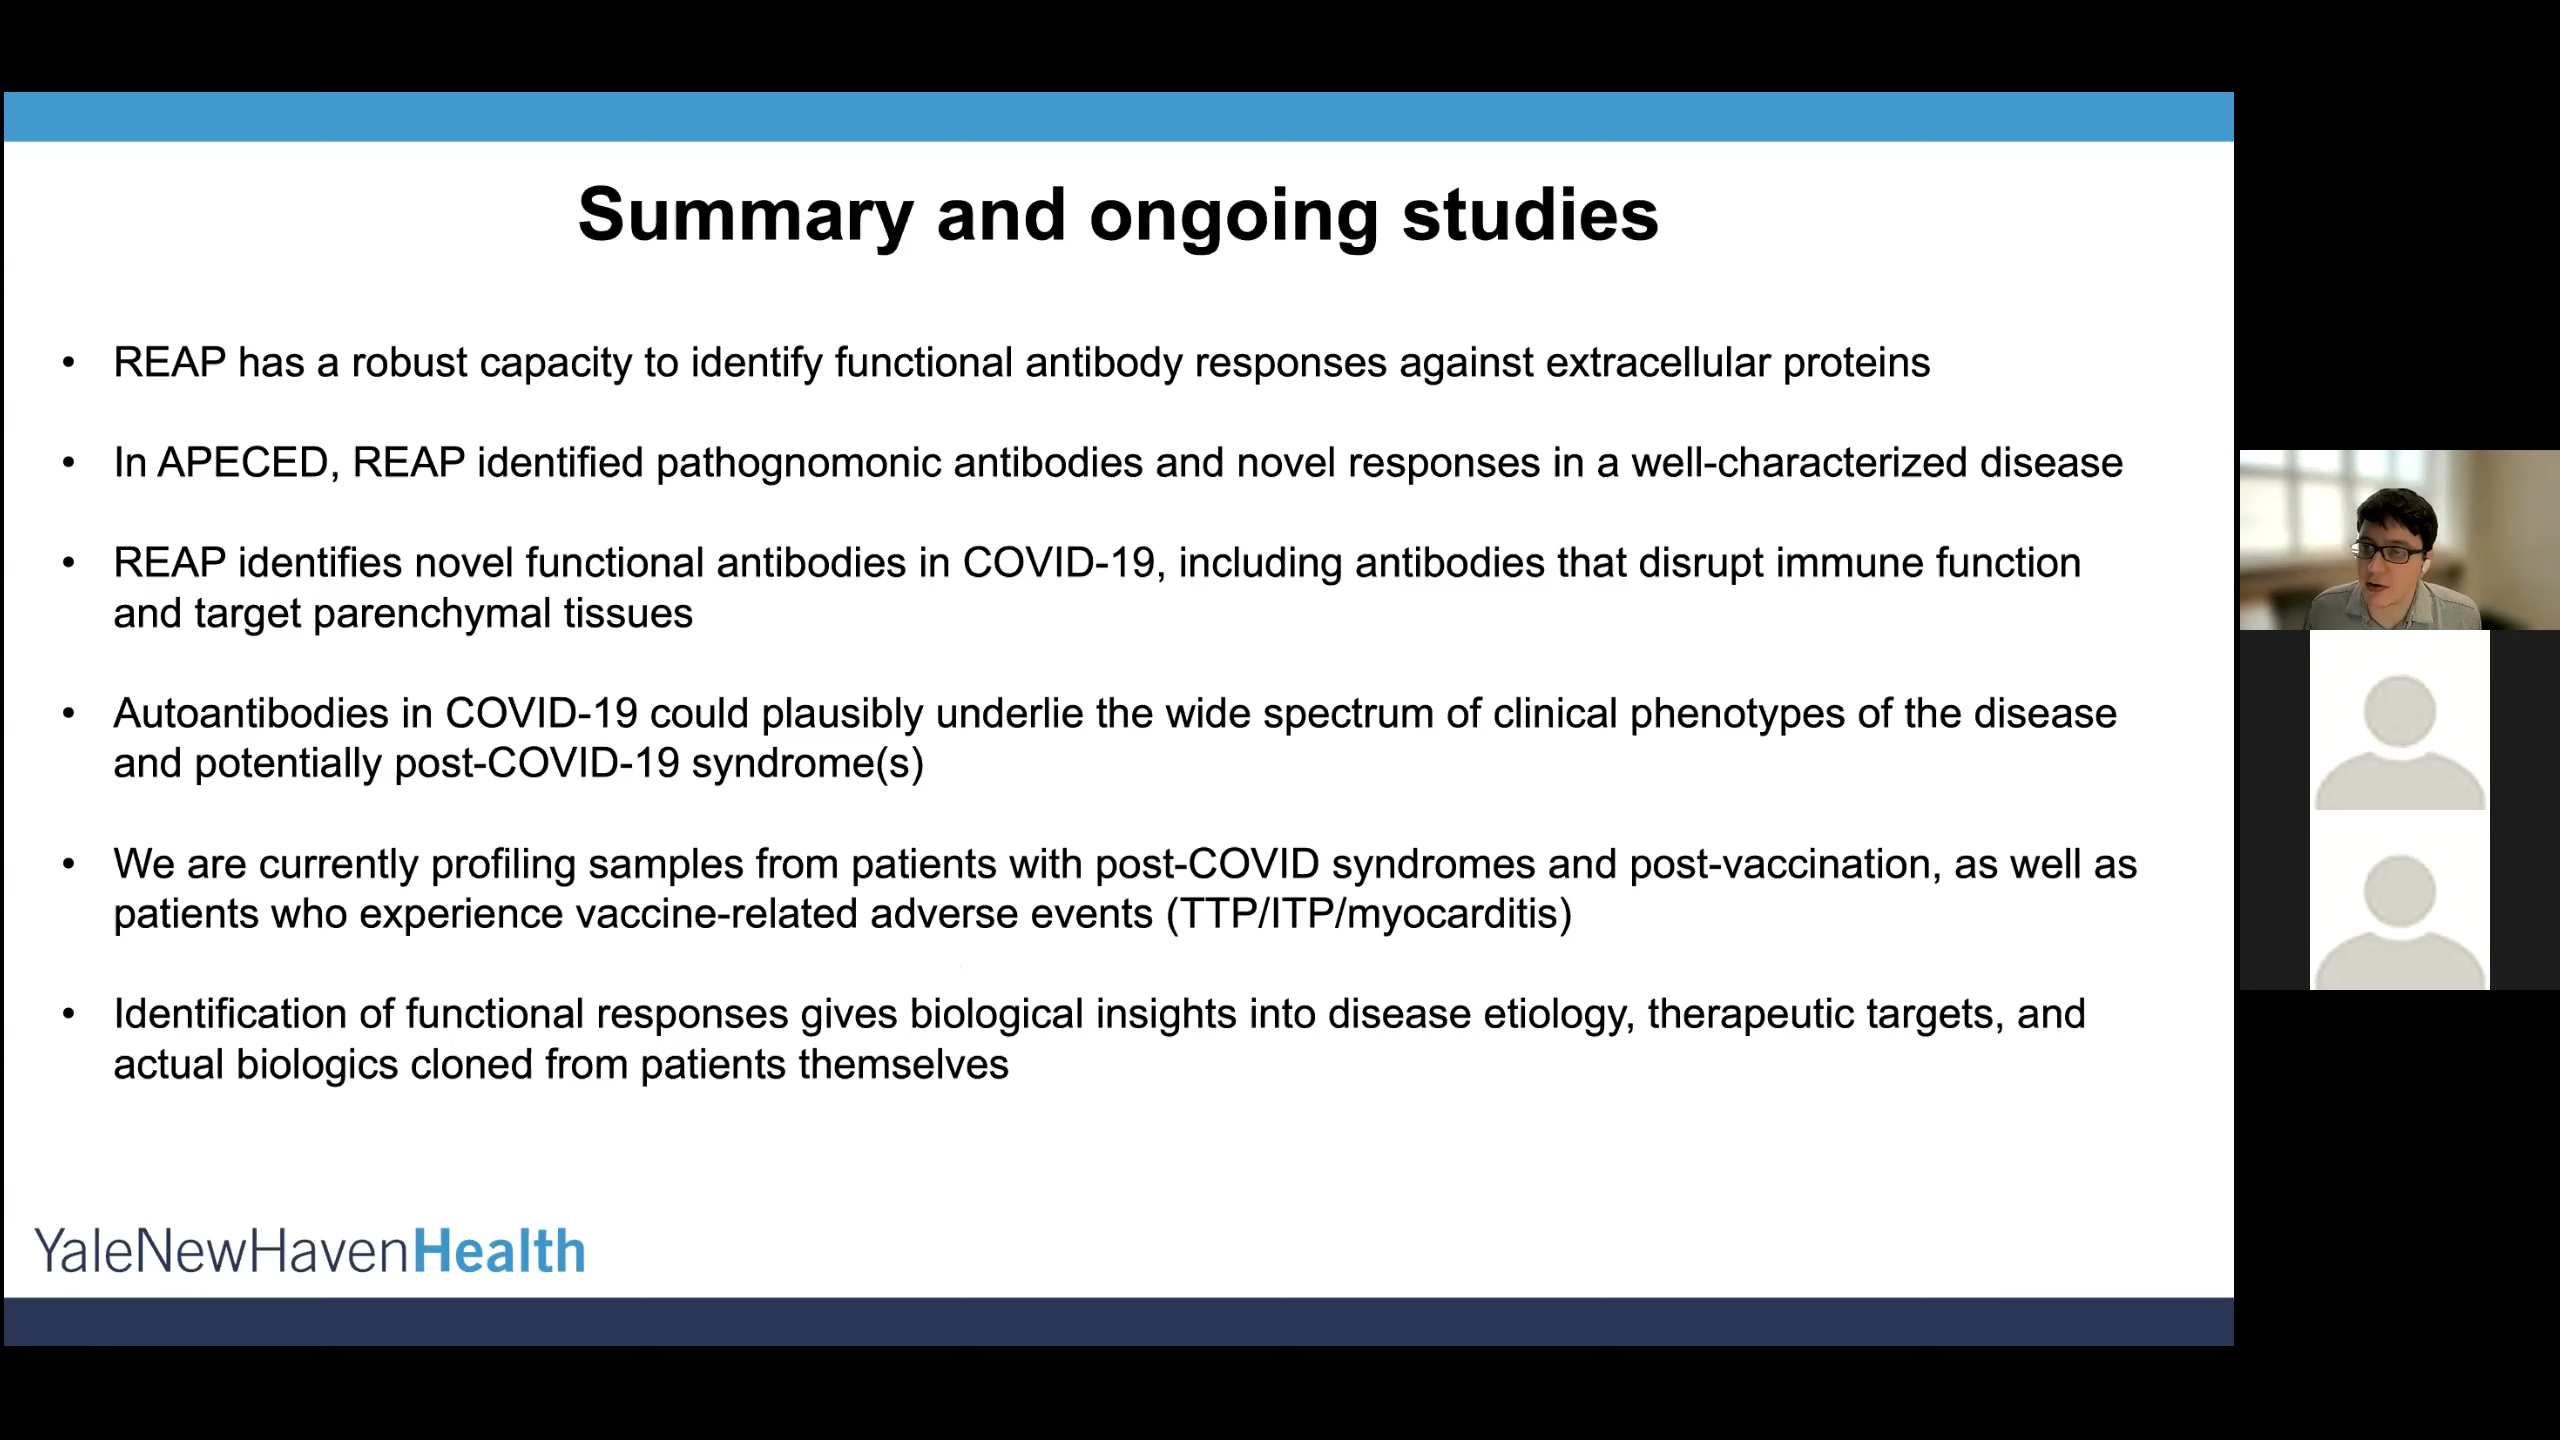 Summary and ongoing studies
• REAP has a robust capacity to identify functional antibody responses against extracellular proteins
• In APECED, REAP identified pathognomonic antibodies and novel responses in a well-characterized disease
• REAP identifies novel functional antibodies in COVID-19, including antibodies that disrupt immune function
and target parenchymal tissues
• Autoantibodies in COVID-19 could plausibly underlie the wide spectrum of clinical phenotypes of the disease
and potentially post-COVID-19 syndrome(s)
• We are currently profiling samples from patients with post-COVID syndromes and post-vaccination, as well as
patients who experience vaccine-related adverse events (TTP/ITP/myocarditis)
• Identification of functional responses gives biological insights into disease etiology, therapeutic targets, and
actual biologics cloned from patients themselves
YaleNewHavenHealth